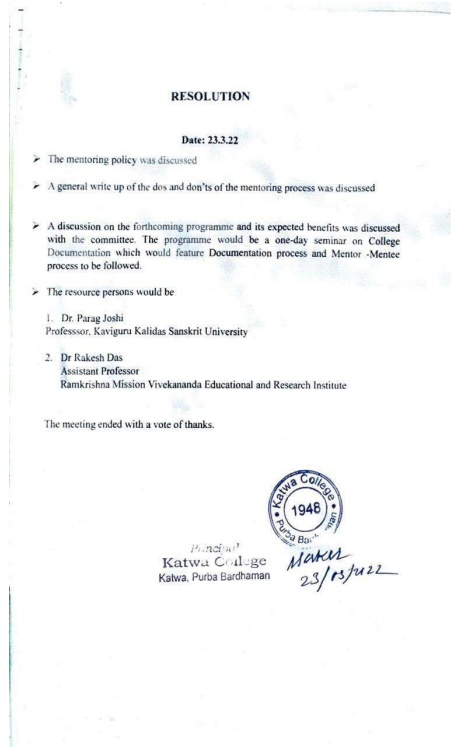 RESOLUTION
Date: 23.3.22
➢ The mentoring policy was discussed
➢ A general write up of the dos and don'ts of the mentoring process was discussed
➢ A discussion on the forthcoming programme and its expected benefits was discussed
with the committee. The programme would be a one-day seminar on College
Documentation which would feature Documentation process and Mentor -Mentee
process to be followed.
➢ The resource persons would be
1. Dr. Parag Joshi
Professsor, Kaviguru Kalidas Sanskrit University
2. Dr Rakesh Das
Assistant Professor
Ramkrishna Mission Vivekananda Educational and Research Institute
The meeting ended with a vote of thanks.
Katwa College
1948
Purba
Principal
Katwa College
Katwa, Purba Bardhaman
23/03/2022